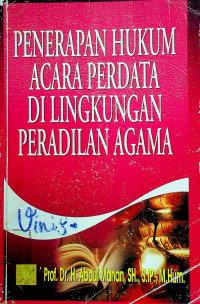 PENERAPAN HUKUM
ACARA PERDATA
DI LINGKUNGAN
PERADILAN AGAMA
Prof. Dr. H. Abdul Manan, SH., S.IP., M.Hum.